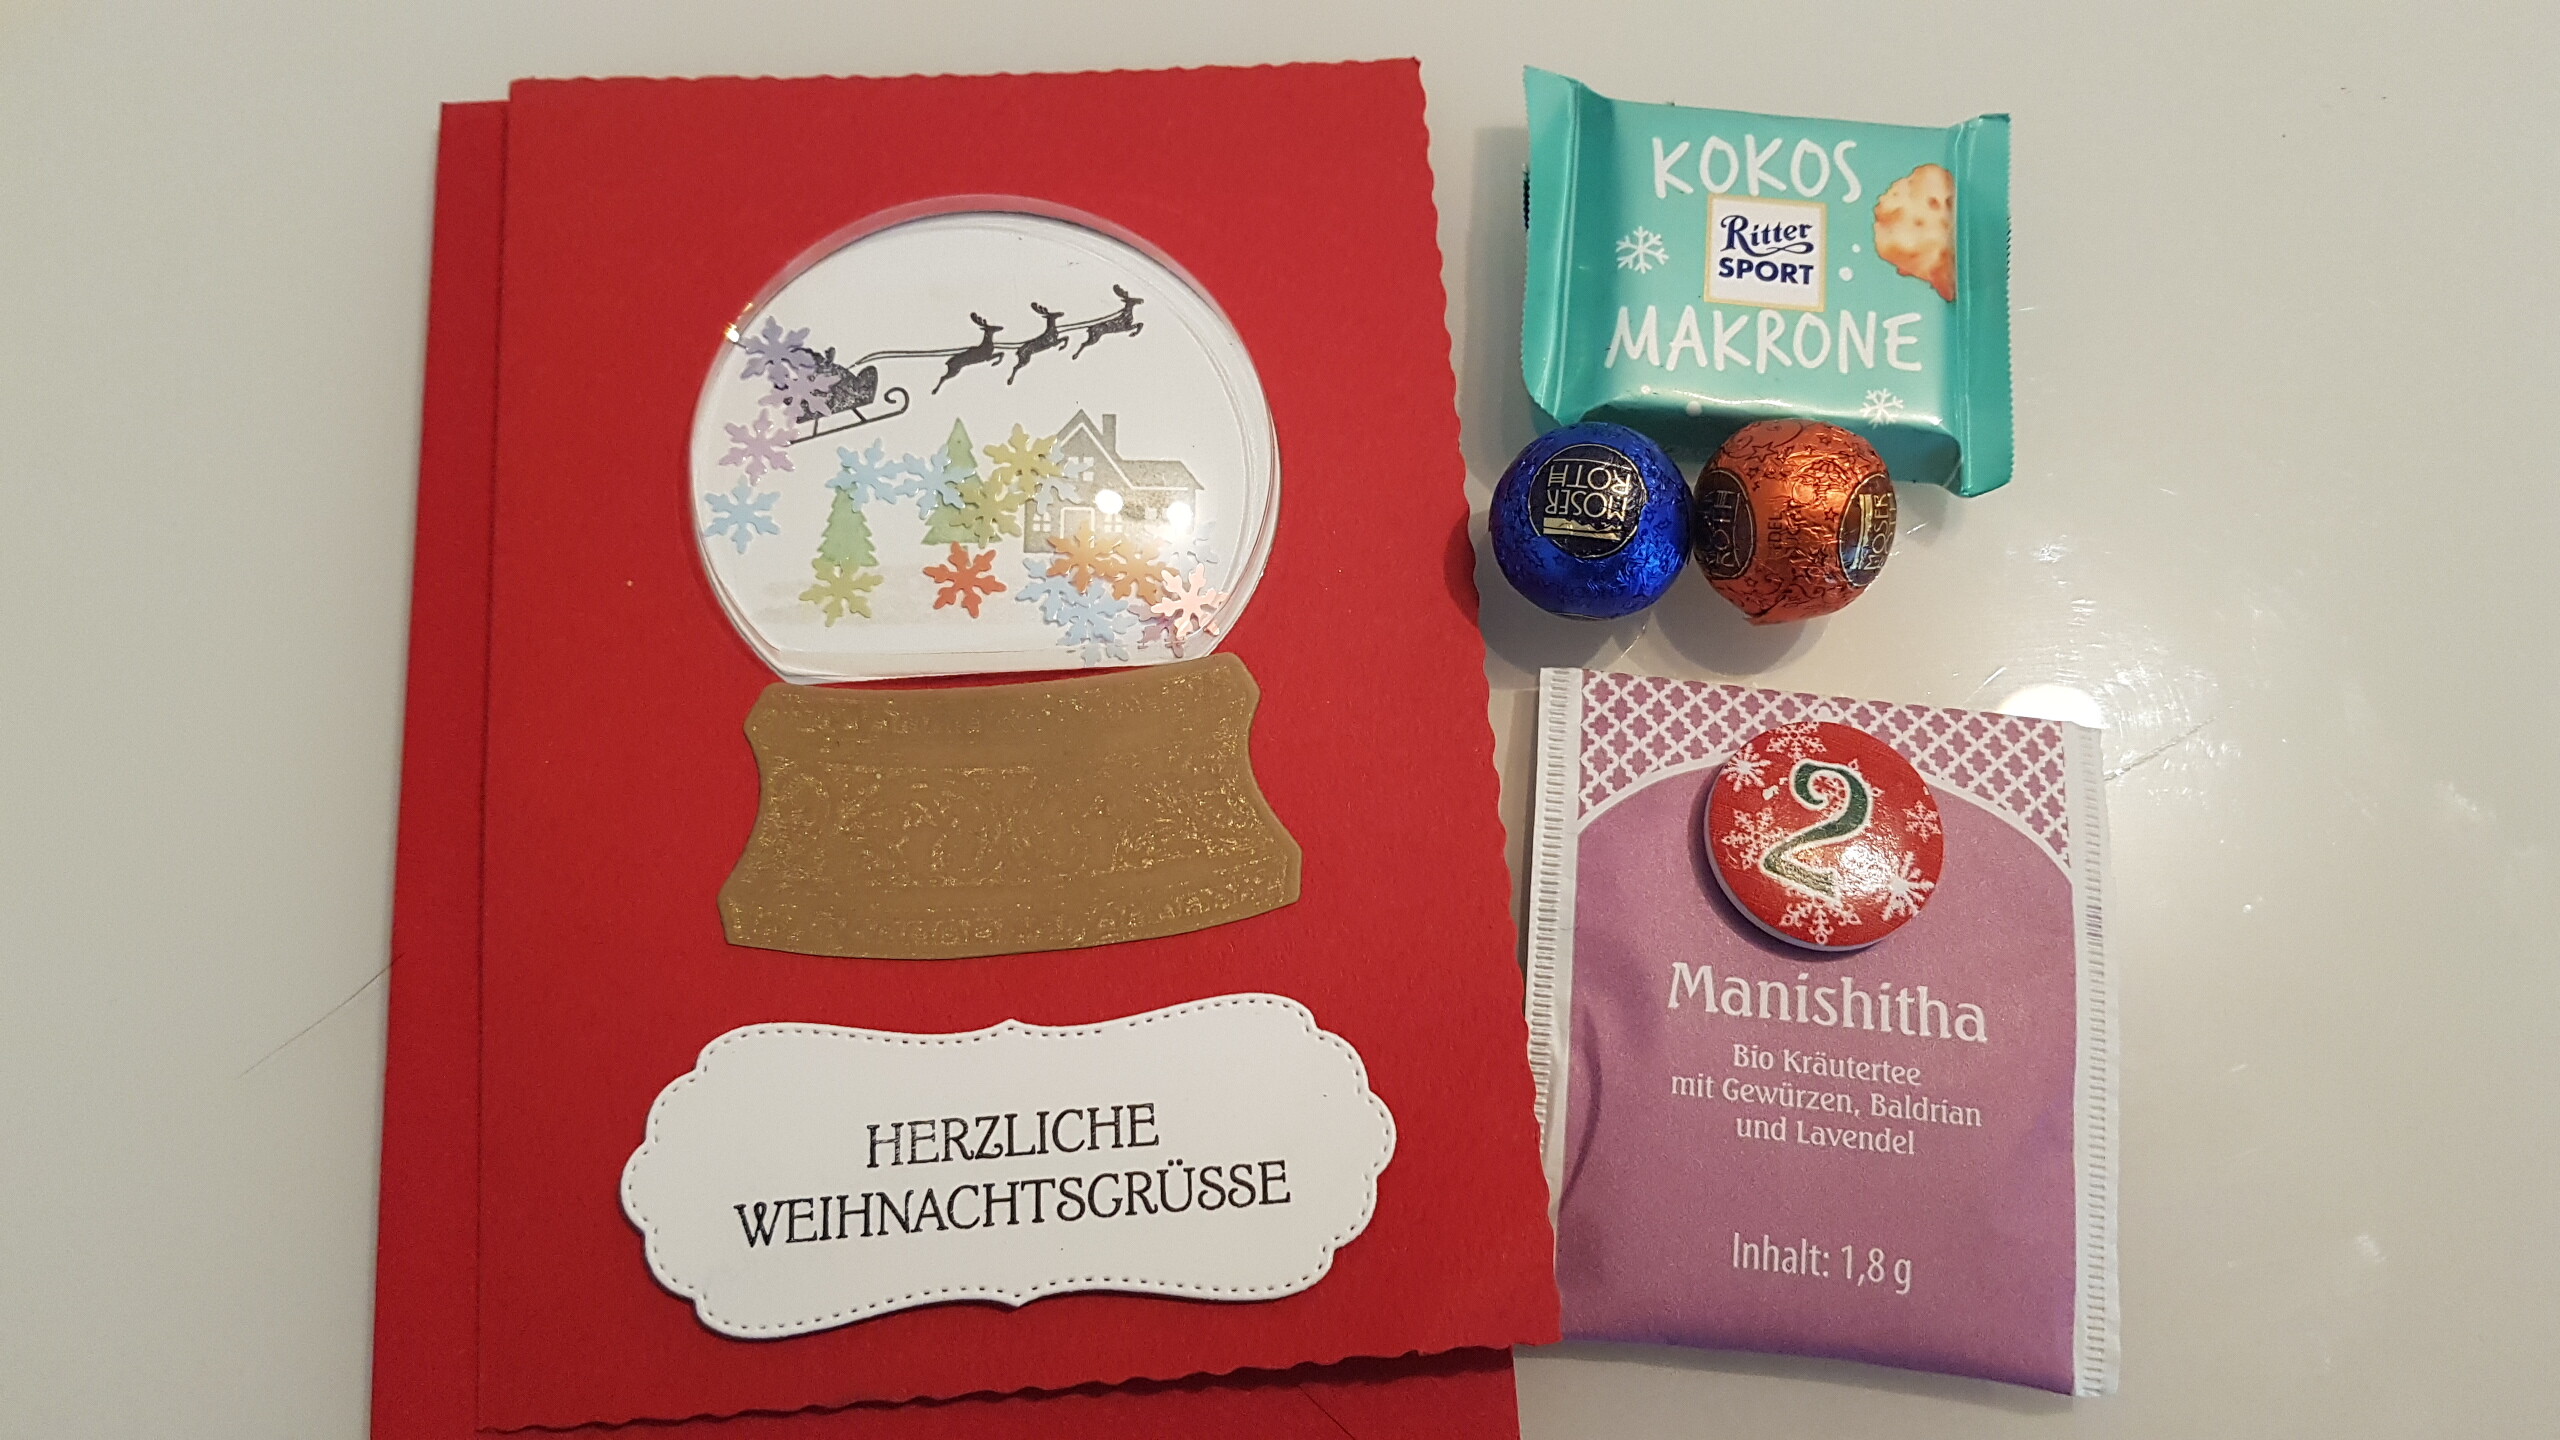 HERZLICHE
WEIHNACHTSGRÜSSE
KOKOS
Ritter
SPORT
MAKRONE
MOSER
ROTH
MOSER
2
Manishitha
Bio Kräutertee
mit Gewürzen, Baldrian
und Lavendel
Inhalt: 1,8 g